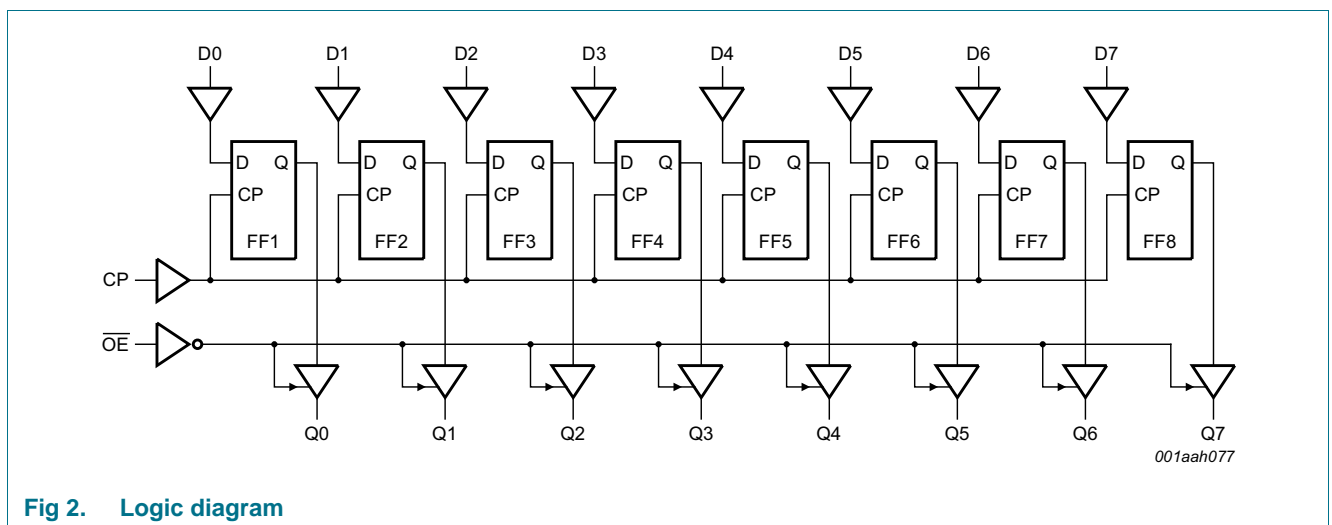 D0 D1 D2 D3 D4 D5 D6 D7
D Q D Q D Q D Q D Q D Q D Q D Q
CP CP CP CP CP CP CP CP
FF1 FF2 FF3 FF4 FF5 FF6 FF7 FF8
CP
OE
Q0 Q1 Q2 Q3 Q4 Q5 Q6 Q7
001aah077
Fig 2. Logic diagram